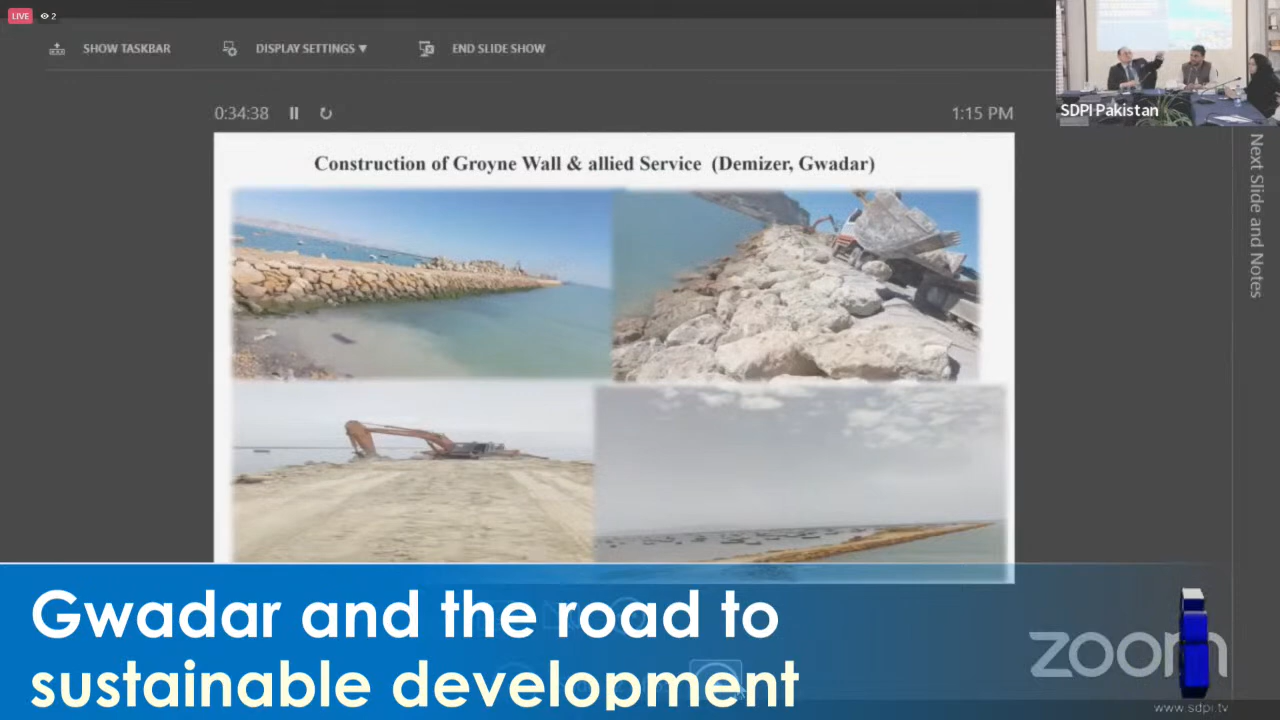 LIVE 2
SHOW TASKBAR DISPLAY SETTINGS ▼ END SLIDE SHOW
0:34:38 1:15 PM
SDPI Pakistan
Construction of Groyne Wall & allied Service (Demizer, Gwadar)
Next Slide and Notes
Gwadar and the road to
sustainable development
zoom
www.sdpi.tv